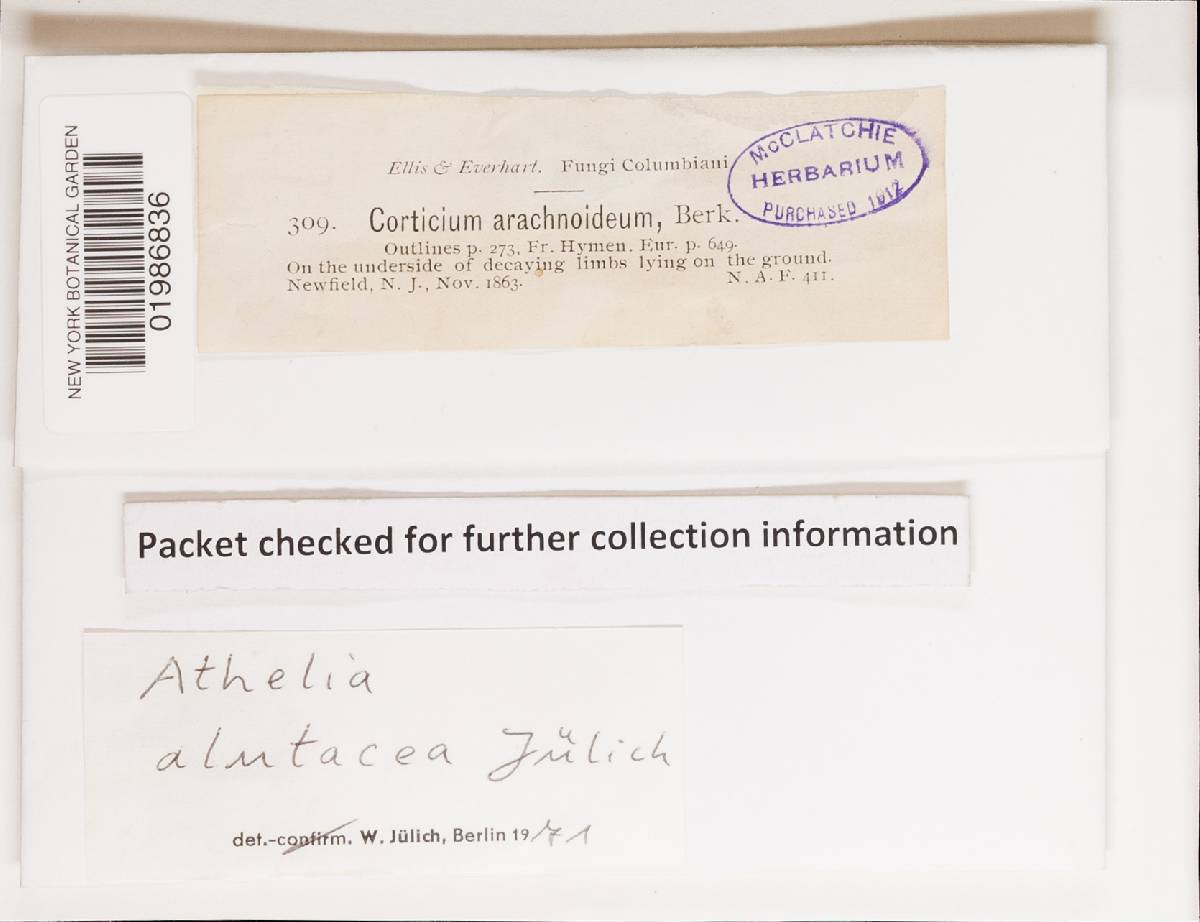 NEW YORK BOTANICAL GARDEN
01986836
Ellis & Everhart. Fungi Columbiani
McCLATCHIE
HERBARIUM
PURCHASED 1912
309. Corticium arachnoideum, Berk.
Outlines p. 273, Fr. Hymen. Eur. p. 649.
On the underside of decaying limbs lying on the ground.
Newfield, N. J., Nov. 1863. N. A. F. 411.
Packet checked for further collection information
Athelia
alutacea Jülich
det.-confirm. W. Jülich, Berlin 1971